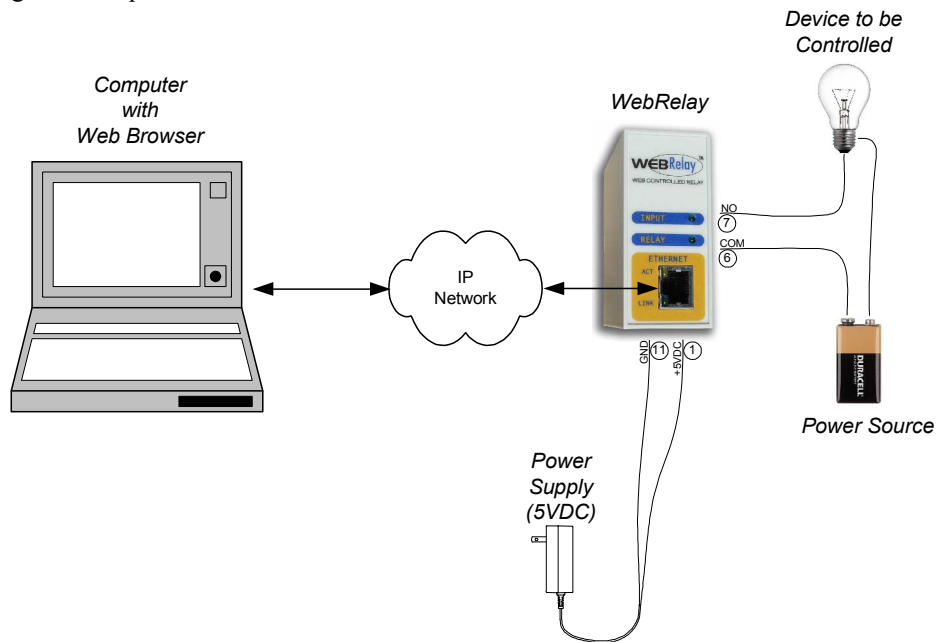 Device to be
Controlled
Computer
with
Web Browser
WebRelay
WEBRelay™
WEB CONTROLLED RELAY
INPUT
RELAY
ETHERNET
ACT
LINK
NO
7
COM
6
IP
Network
GND
11
+5VDC
1
DURACELL
Power Source
Power
Supply
(5VDC)